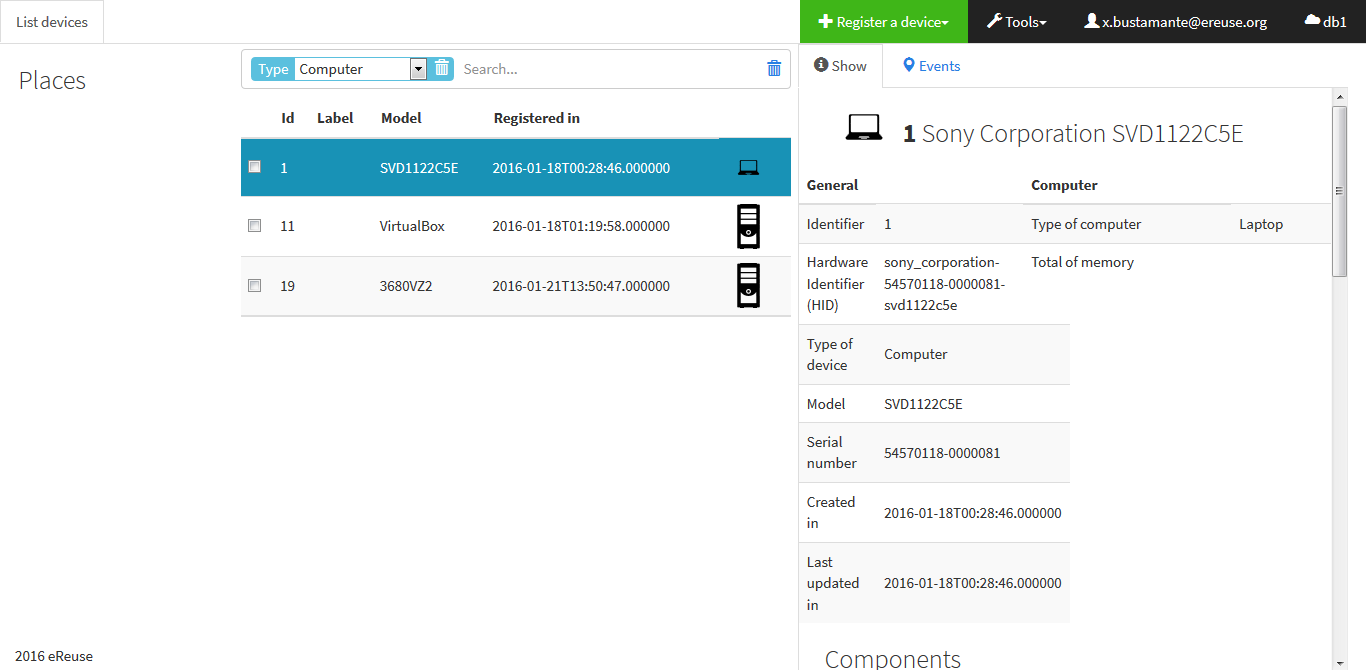 List devices
Register a device
Tools
x.bustamante@ereuse.org
db1
Places
Type Computer Search...
Id Label Model Registered in
1 SVD1122C5E 2016-01-18T00:28:46.000000
11 VirtualBox 2016-01-18T01:19:58.000000
19 3680VZ2 2016-01-21T13:50:47.000000
Show
Events
1 Sony Corporation SVD1122C5E
General
Identifier 1
Hardware
Identifier
(HID)
sony_corporation-
54570118-0000081-
svd1122c5e
Type of
device
Computer
Model SVD1122C5E
Serial
number
54570118-0000081
Created
in
2016-01-18T00:28:46.000000
Last
updated
in
2016-01-18T00:28:46.000000
Computer
Type of computer Laptop
Total of memory
Components
2016 eReuse